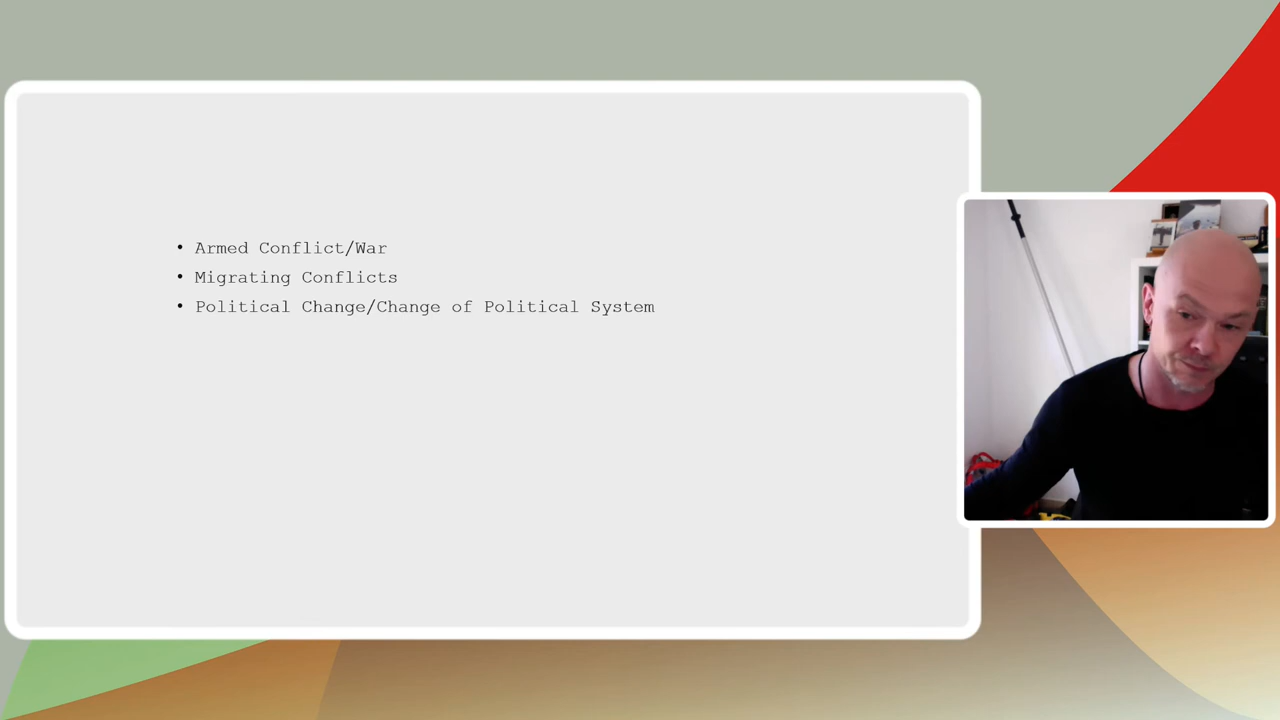 • Armed Conflict/War
• Migrating Conflicts
• Political Change/Change of Political System